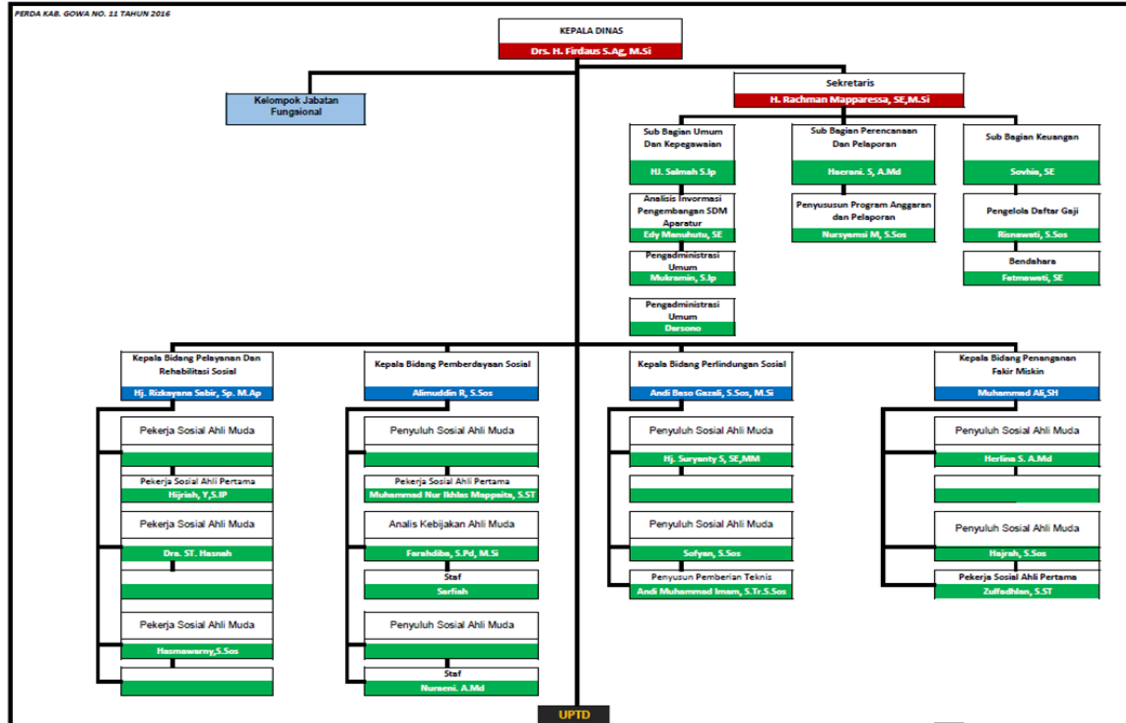 PERDA KAB. GOWA NO. 11 TAHUN 2016
KEPALA DINAS
Drs. H. Firdaus S.Ag, M.Si
Kelompok Jabatan
Fungsional
Sekretaris
H. Rachman Mapparessa, SE,M.Si
Sub Bagian Umum
Dan Kepegawaian
HJ. Salmah S.Ip
Sub Bagian Perencanaan
Dan Pelaporan
Haerani. S, A.Md
Sub Bagian Keuangan
Sovhia, SE
Analisis Invormasi
Pengembangan SDM
Aparatur
Edy Manuhutu, SE
Penyususun Program Anggaran
dan Pelaporan
Nursyamsi M, S.Sos
Pengelola Daftar Gaji
Risnawati, S.Sos
Pengadministrasi
Umum
Mukramin, S.Ip
Bendahara
Fatmawati, SE
Pengadministrasi
Umum
Darsono
Kepala Bidang Pelayanan Dan
Rehabilitasi Sosial
Hj. Rizkayana Sabir, Sp. M.Ap
Kepala Bidang Pemberdayaan Sosial
Alimuddin R, S.Sos
Kepala Bidang Perlindungan Sosial
Andi Baso Gazali, S.Sos, M.Si
Kepala Bidang Penanganan
Fakir Miskin
Muhammad Ali,SH
Pekerja Sosial Ahli Muda
Pekerja Sosial Ahli Pertama
Hijriah, Y,S.IP
Pekerja Sosial Ahli Muda
Dra. ST. Hasnah
Pekerja Sosial Ahli Muda
Hasmawarny,S.Sos
Penyuluh Sosial Ahli Muda
Pekerja Sosial Ahli Pertama
Muhammad Nur Ikhlas Mappaita, S.ST
Analis Kebijakan Ahli Muda
Farahdiba, S.Pd, M.Si
Staf
Sarfiah
Penyuluh Sosial Ahli Muda
Staf
Nuraeni. A.Md
Penyuluh Sosial Ahli Muda
Hj. Suryanty S, SE,MM
Penyuluh Sosial Ahli Muda
Sofyan, S.Sos
Penyusun Pemberian Teknis
Andi Muhammad Imam, S.Tr.S.Sos
Penyuluh Sosial Ahli Muda
Herlina S. A.Md
Penyuluh Sosial Ahli Muda
Hajrah, S.Sos
Pekerja Sosial Ahli Pertama
Zulfadhlan, S.ST
UPTD